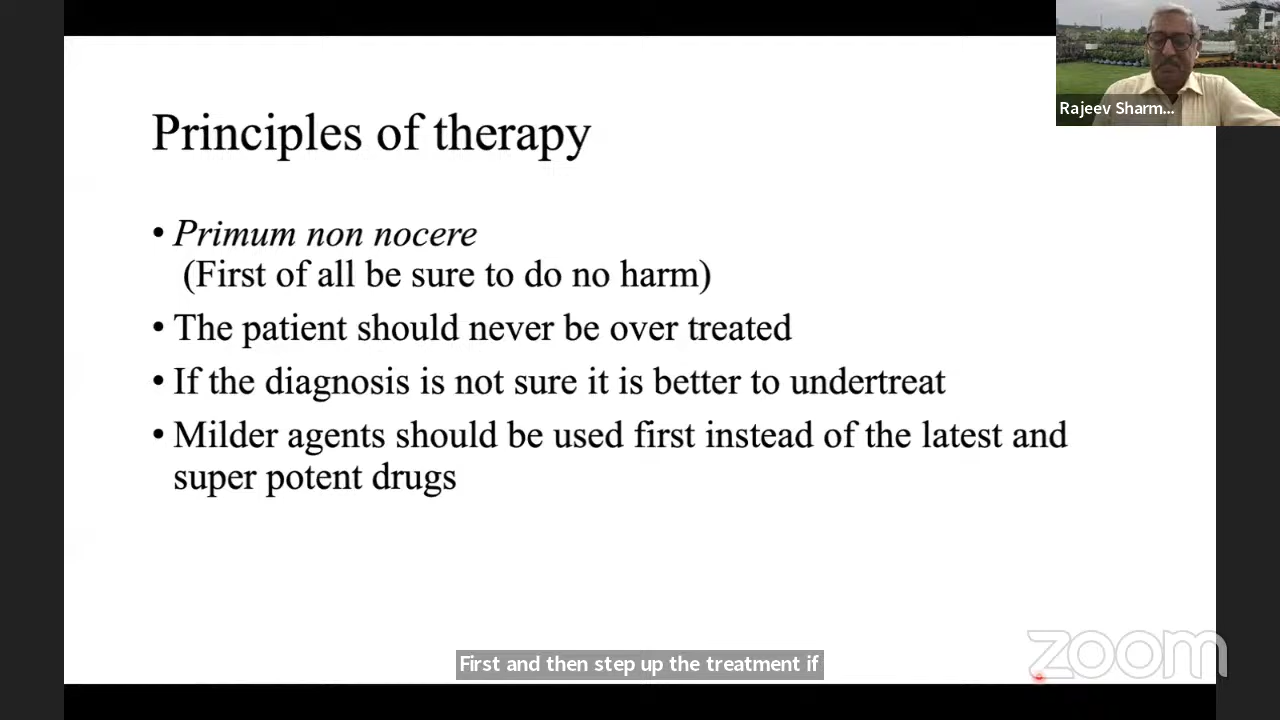 Rajeev Sharm...
Principles of therapy
• Primum non nocere
(First of all be sure to do no harm)
• The patient should never be over treated
• If the diagnosis is not sure it is better to undertreat
• Milder agents should be used first instead of the latest and
super potent drugs
First and then step up the treatment if
zoom